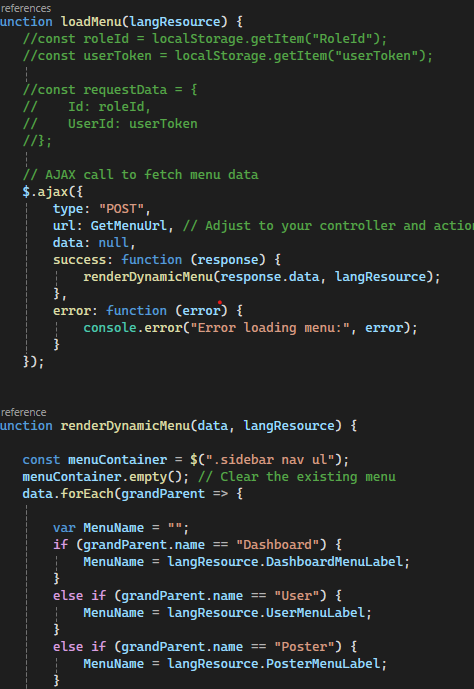 references
unction loadMenu(langResource) {
//const roleId = localStorage.getItem("RoleId");
//const userToken = localStorage.getItem("userToken");
//const requestData = {
//    Id: roleId,
//    UserId: userToken
//};
// AJAX call to fetch menu data
$.ajax({
type: "POST",
url: GetMenuUrl, // Adjust to your controller and action
data: null,
success: function (response) {
renderDynamicMenu(response.data, langResource);
},
error: function (error) {
console.error("Error loading menu:", error);
}
});
reference
unction renderDynamicMenu(data, langResource) {
const menuContainer = $(".sidebar nav ul");
menuContainer.empty(); // Clear the existing menu
data.forEach(grandParent => {
var MenuName = "";
if (grandParent.name == "Dashboard") {
MenuName = langResource.DashboardMenuLabel;
}
else if (grandParent.name == "User") {
MenuName = langResource.UserMenuLabel;
}
else if (grandParent.name == "Poster") {
MenuName = langResource.PosterMenuLabel;
}